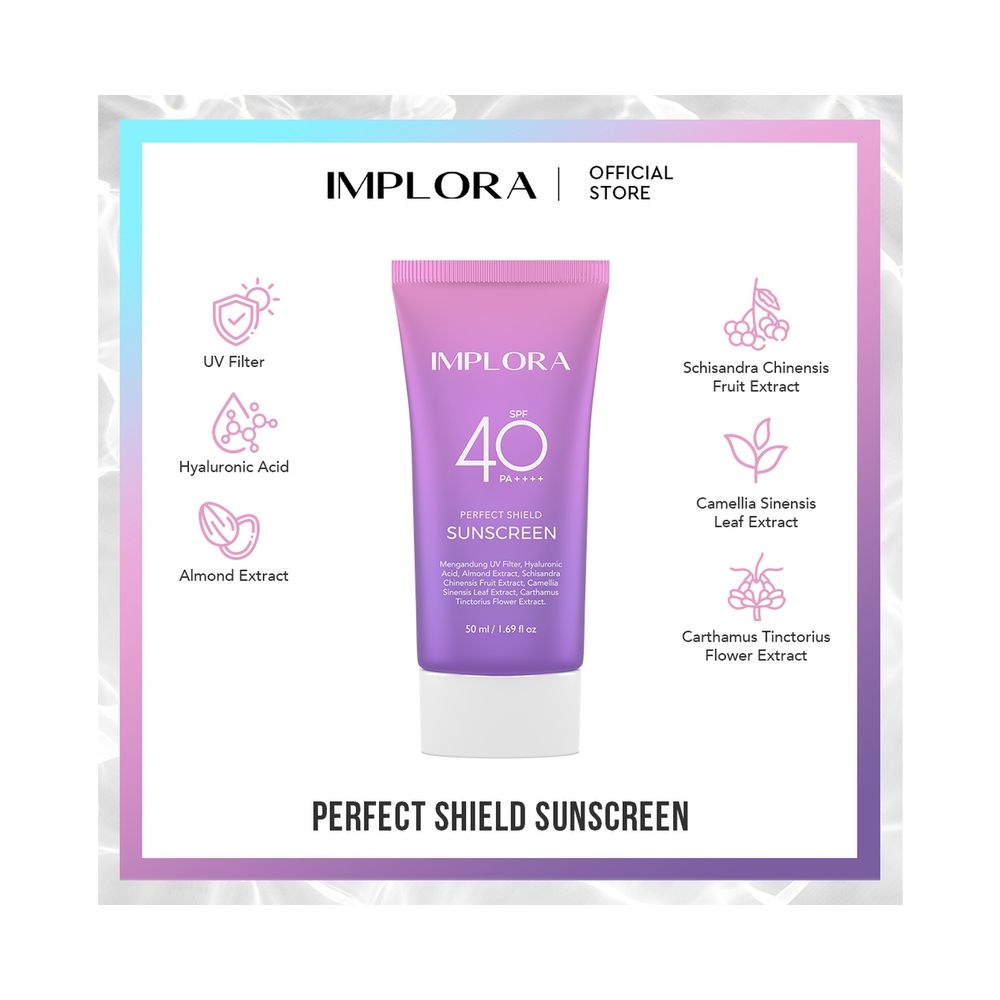 IMPLORA
OFFICIAL
STORE
UV Filter
Hyaluronic Acid
Almond Extract
IMPLORA
SPF
40
PA++++
PERFECT SHIELD
SUNSCREEN
Mengandung UV Filter, Hyaluronic
Acid, Almond Extract, Schisandra
Chinensis Fruit Extract, Camellia
Sinensis Leaf Extract, Carthamus
Tinctorius Flower Extract.
50 ml / 1.69 fl oz
Schisandra Chinensis
Fruit Extract
Camellia Sinensis
Leaf Extract
Carthamus Tinctorius
Flower Extract
PERFECT SHIELD SUNSCREEN